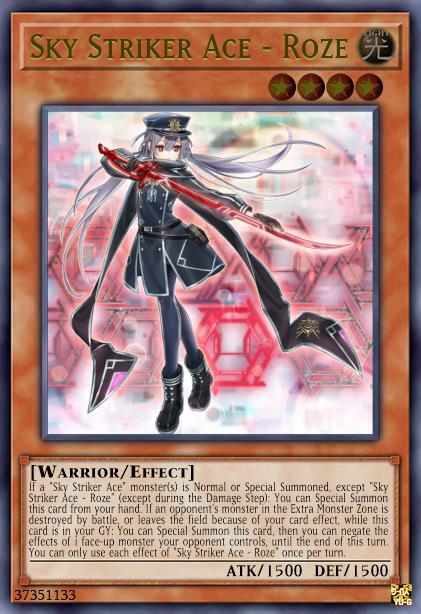 SKY STRIKER ACE - ROZE
LIGHT
光
[WARRIOR/EFFECT]
If a "Sky Striker Ace" monster(s) is Normal or Special Summoned, except "Sky
Striker Ace - Roze" (except during the Damage Step): You can Special Summon
this card from your hand. If an opponent's monster in the Extra Monster Zone is
destroyed by battle, or leaves the field because of your card effect, while this
card is in your GY: You can Special Summon this card, then you can negate the
effects of 1 face-up monster your opponent controls, until the end of this turn.
You can only use each effect of "Sky Striker Ace - Roze" once per turn.
ATK/1500 DEF/1500
37351133